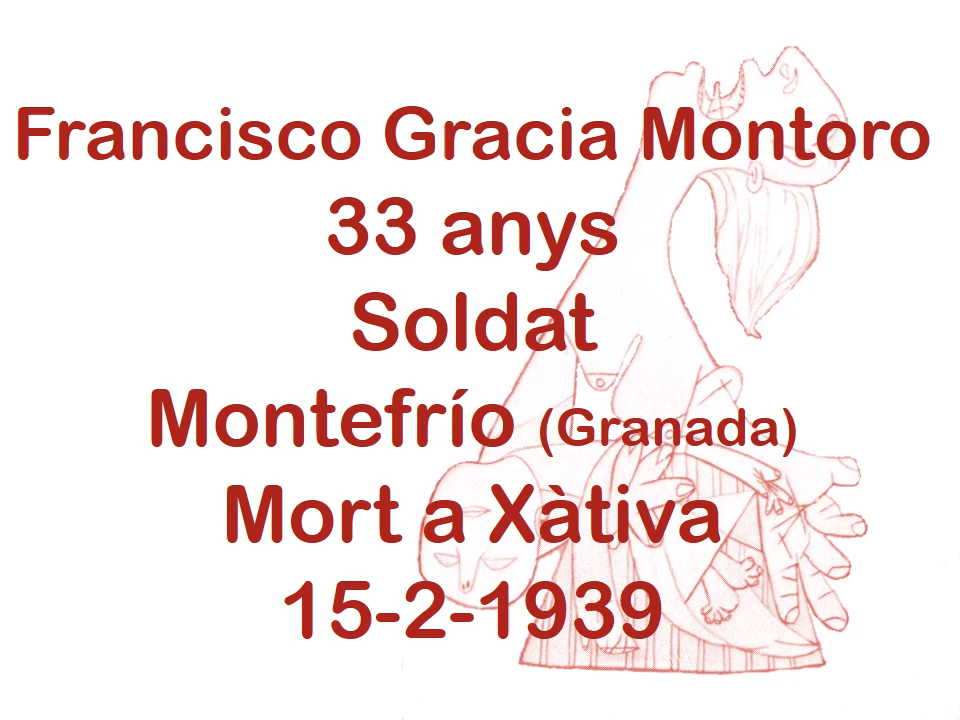 Francisco Gracia Montoro
33 anys
Soldat
Montefrío (Granada)
Mort a Xàtiva
15-2-1939